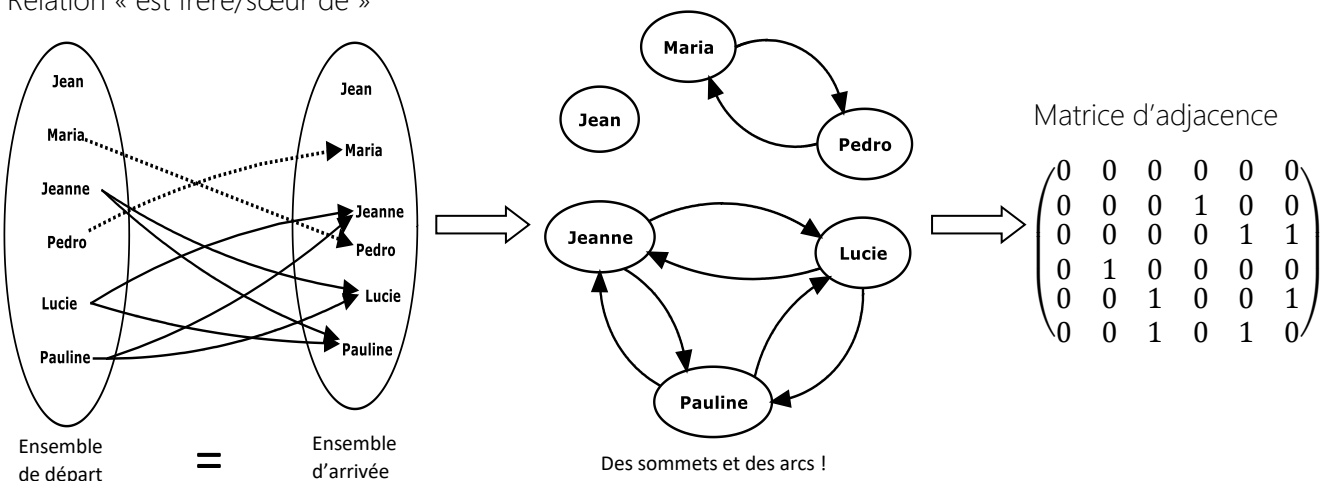 Relation « est frère/sœur de »
Jean
Maria
Jeanne
Pedro
Lucie
Pauline
Ensemble
de départ
=
Jean
Maria
Jeanne
Pedro
Lucie
Pauline
Ensemble
d'arrivée
Maria
Jean
Pedro
Jeanne
Lucie
Pauline
Des sommets et des arcs !
Matrice d'adjacence
0 0 0 0 0 0
0 0 0 1 0 0
0 0 0 0 1 1
0 1 0 0 0 0
0 0 1 0 0 1
0 0 1 0 1 0